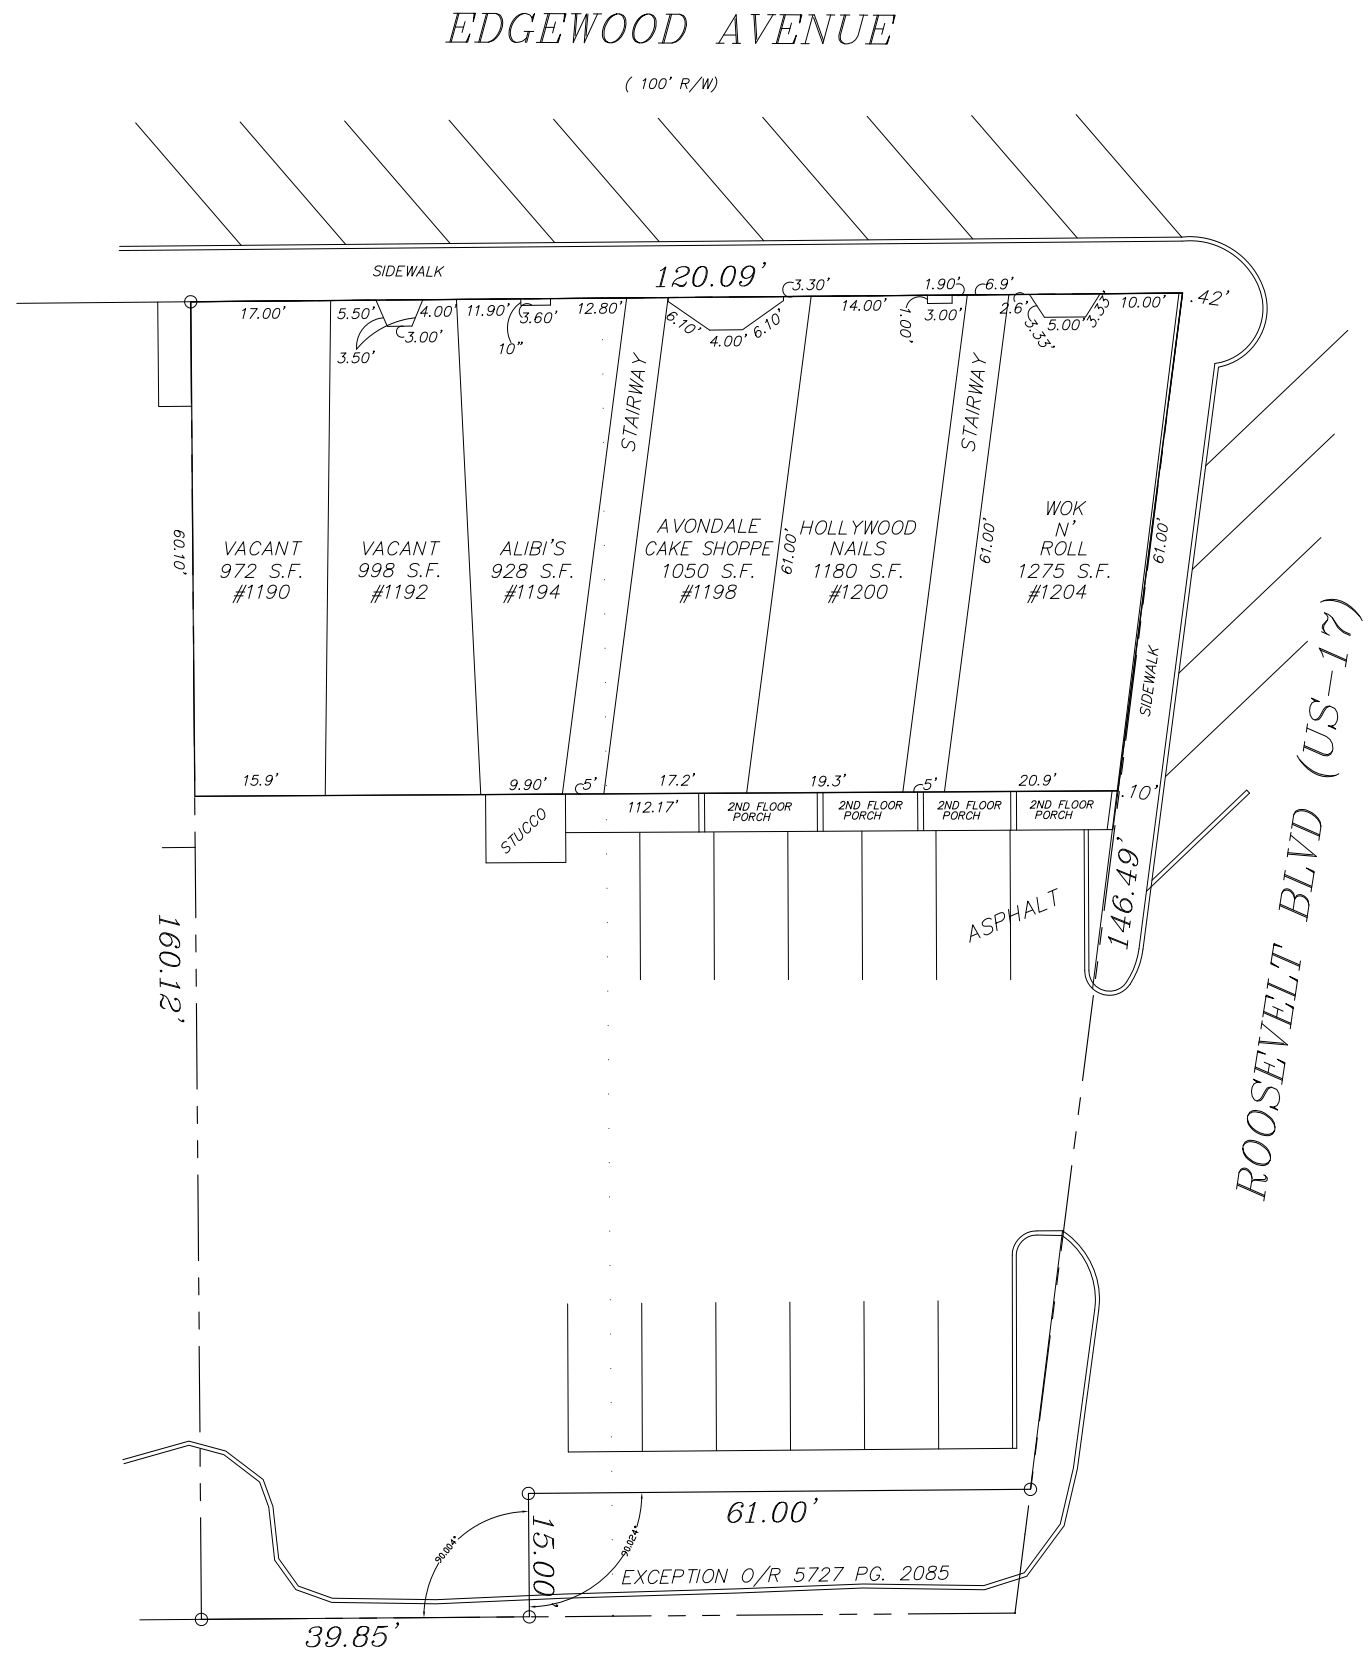 EDGEWOOD AVENUE
( 100' R/W)
SIDEWALK
120.09'
17.00'
5.50'
4.00'
3.00'
3.50'
11.90'
3.60'
10"
12.80'
6.10'
4.00'
6.10'
3.30'
14.00'
1.90'
1.00'
3.00'
6.9'
2.6'
3.33'
5.00'
3.33'
10.00'
.42'
STAIRWAY
STAIRWAY
60.10'
VACANT
972 S.F.
#1190
VACANT
998 S.F.
#1192
ALIBI'S
928 S.F.
#1194
AVONDALE
CAKE SHOPPE
1050 S.F.
#1198
61.00'
HOLLYWOOD
NAILS
1180 S.F.
#1200
61.00'
WOK
N'
ROLL
1275 S.F.
#1204
61.00'
SIDEWALK
ROOSEVELT BLVD (US-17)
15.9'
9.90'
5'
17.2'
19.3'
5'
20.9'
.10'
STUCCO
112.17'
2ND FLOOR
PORCH
2ND FLOOR
PORCH
2ND FLOOR
PORCH
2ND FLOOR
PORCH
ASPHALT
146.49'
160.12'
61.00'
15.00'
90.004°
90.024°
EXCEPTION O/R 5727 PG. 2085
39.85'